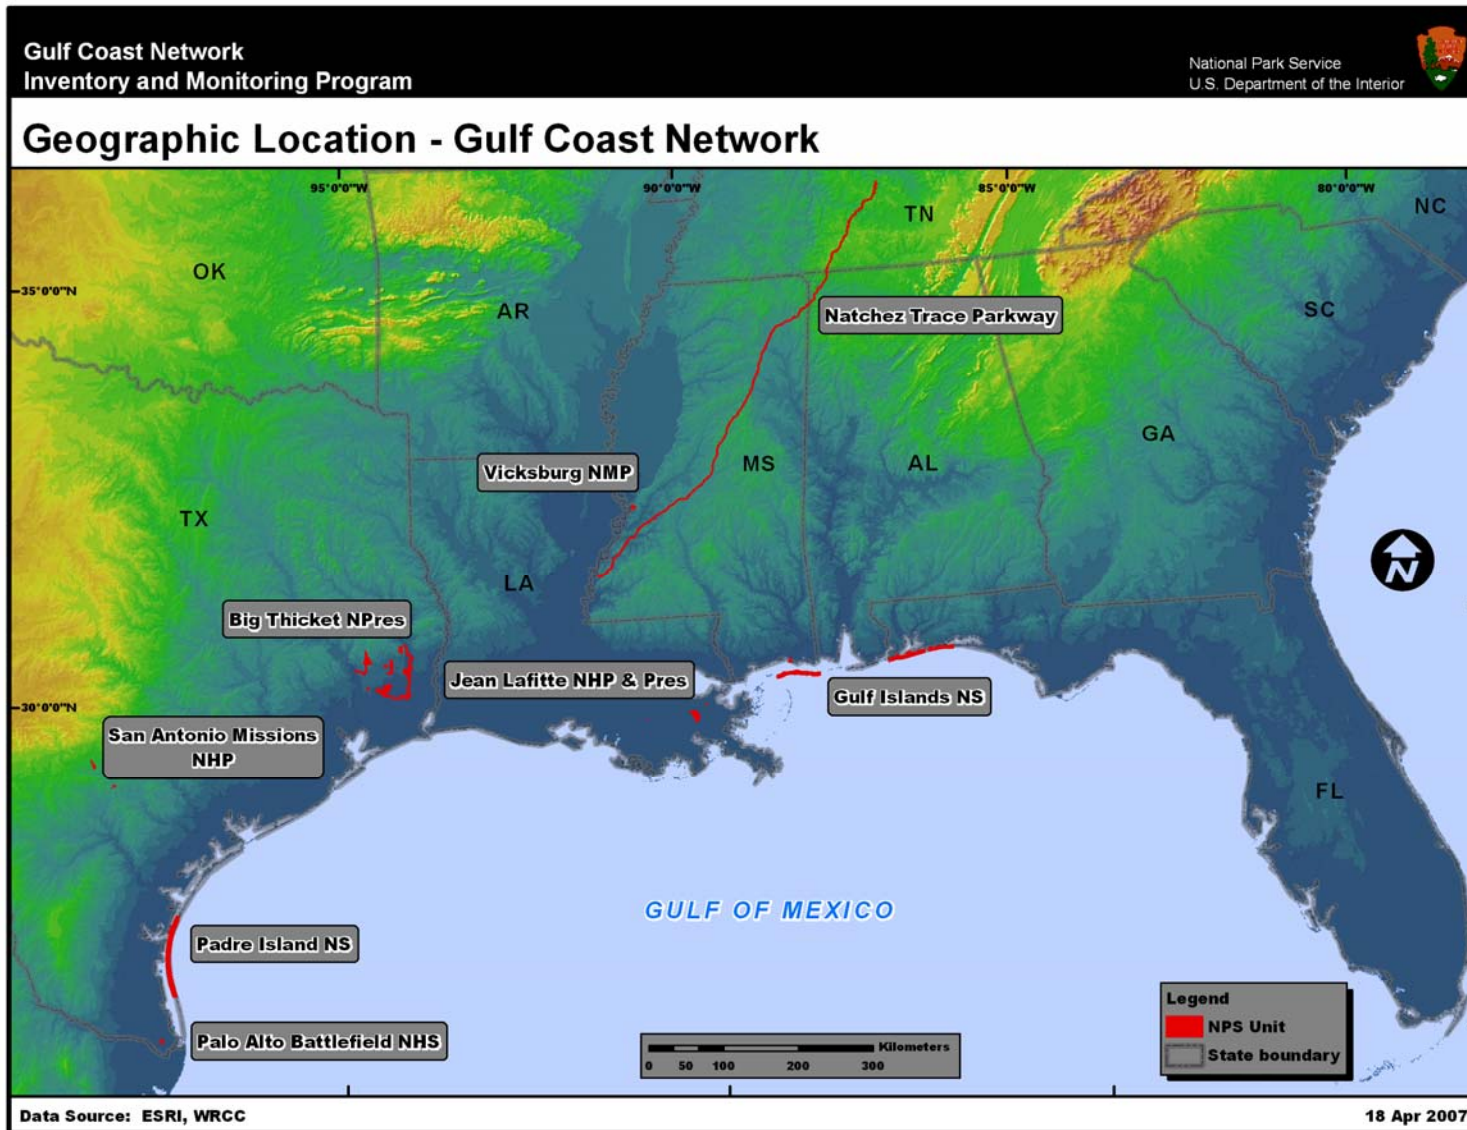 Gulf Coast Network
Inventory and Monitoring Program
National Park Service
U.S. Department of the Interior
Geographic Location - Gulf Coast Network
95°0'0"W
90°0'0"W
85°0'0"W
80°0'0"W
TN
NC
OK
35°0'0"N
AR
Natchez Trace Parkway
SC
GA
Vicksburg NMP
MS
AL
TX
N
LA
Big Thicket NPres
Jean Lafitte NHP & Pres
Gulf Islands NS
30°0'0"N
San Antonio Missions
NHP
FL
GULF OF MEXICO
Padre Island NS
Legend
NPS Unit
State boundary
Palo Alto Battlefield NHS
Kilometers
0 50 100 200 300
Data Source: ESRI, WRCC
18 Apr 2007